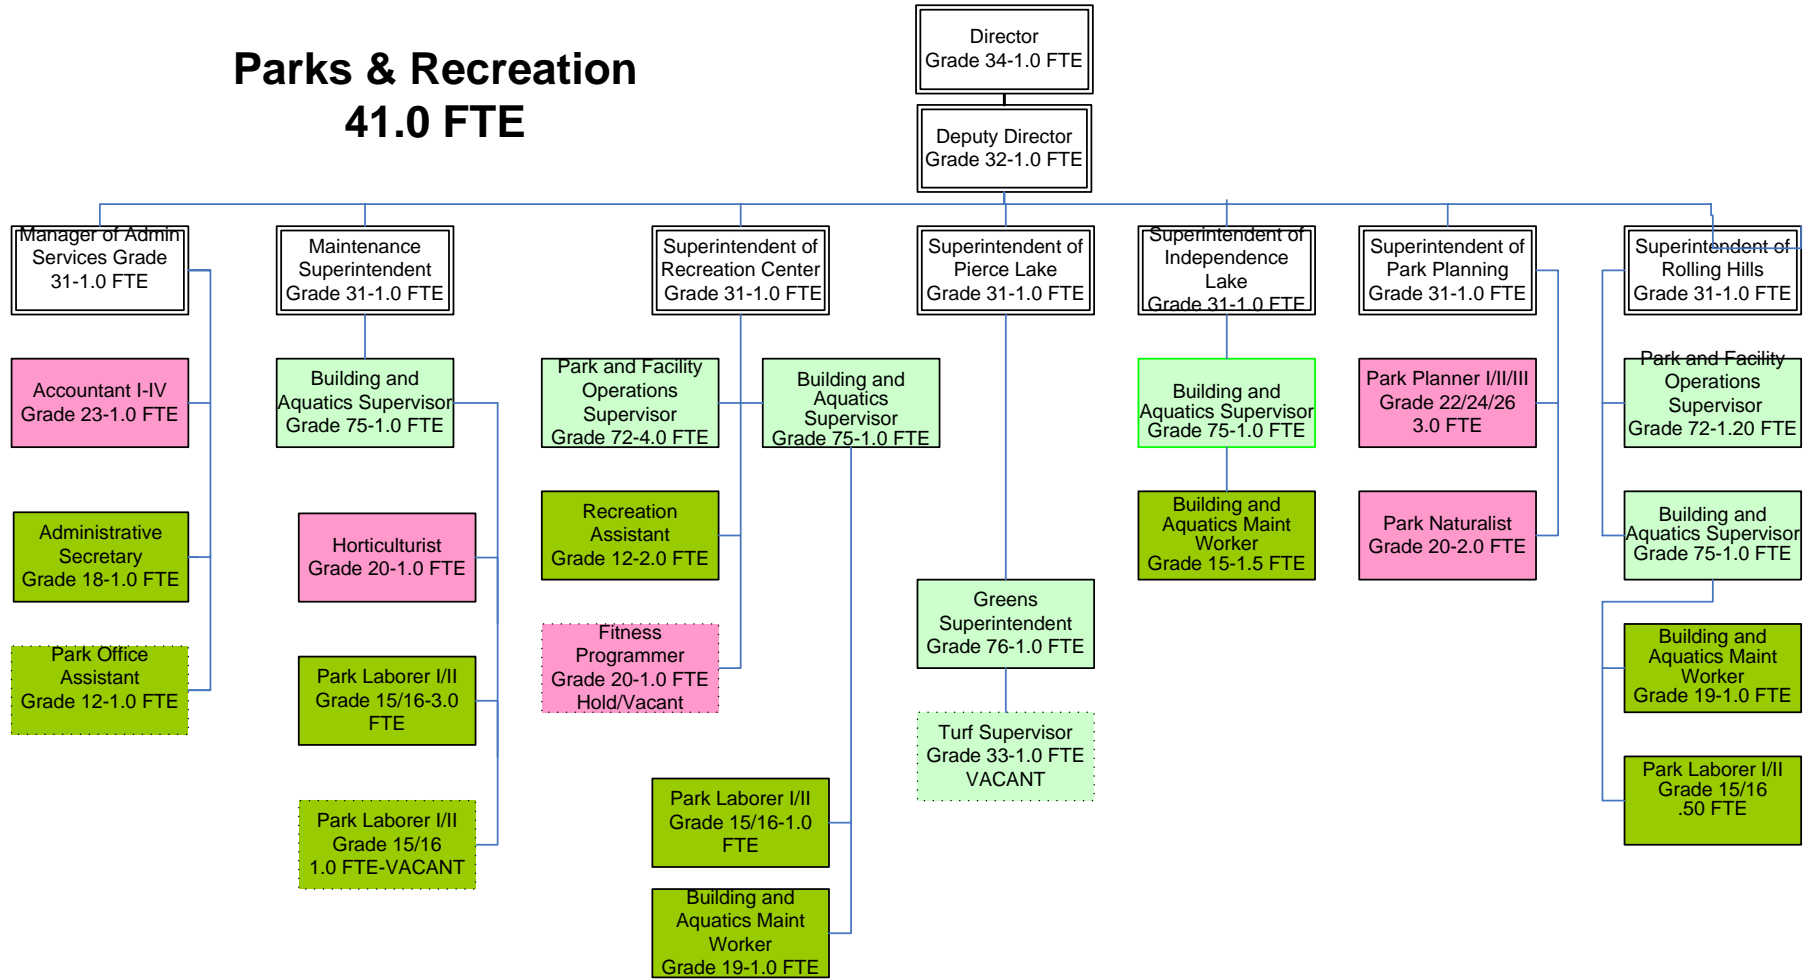 Parks & Recreation
41.0 FTE
Director
Grade 34-1.0 FTE
Deputy Director
Grade 32-1.0 FTE
Manager of Admin
Services Grade
31-1.0 FTE
Maintenance
Superintendent
Grade 31-1.0 FTE
Superintendent of
Recreation Center
Grade 31-1.0 FTE
Superintendent of
Pierce Lake
Grade 31-1.0 FTE
Superintendent of
Independence
Lake
Grade 31-1.0 FTE
Superintendent of
Park Planning
Grade 31-1.0 FTE
Superintendent of
Rolling Hills
Grade 31-1.0 FTE
Accountant I-IV
Grade 23-1.0 FTE
Building and
Aquatics Supervisor
Grade 75-1.0 FTE
Park and Facility
Operations
Supervisor
Grade 72-4.0 FTE
Building and
Aquatics
Supervisor
Grade 75-1.0 FTE
Building and
Aquatics Supervisor
Grade 75-1.0 FTE
Park Planner I/II/III
Grade 22/24/26
3.0 FTE
Park and Facility
Operations
Supervisor
Grade 72-1.20 FTE
Administrative
Secretary
Grade 18-1.0 FTE
Horticulturist
Grade 20-1.0 FTE
Recreation
Assistant
Grade 12-2.0 FTE
Building and
Aquatics Maint
Worker
Grade 15-1.5 FTE
Park Naturalist
Grade 20-2.0 FTE
Building and
Aquatics Supervisor
Grade 75-1.0 FTE
Greens
Superintendent
Grade 76-1.0 FTE
Park Office
Assistant
Grade 12-1.0 FTE
Park Laborer I/II
Grade 15/16-3.0
FTE
Fitness
Programmer
Grade 20-1.0 FTE
Hold/Vacant
Building and
Aquatics Maint
Worker
Grade 19-1.0 FTE
Turf Supervisor
Grade 33-1.0 FTE
VACANT
Park Laborer I/II
Grade 15/16
1.0 FTE-VACANT
Park Laborer I/II
Grade 15/16-1.0
FTE
Park Laborer I/II
Grade 15/16
.50 FTE
Building and
Aquatics Maint
Worker
Grade 19-1.0 FTE